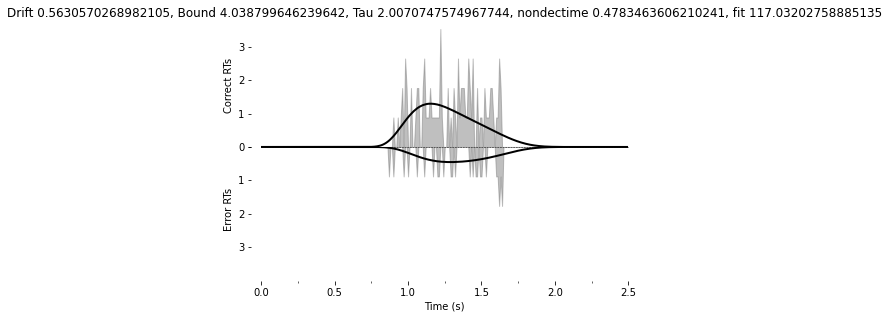 Drift 0.5630570268982105, Bound 4.038799646239642, Tau 2.0070747574967744, nondectime 0.4783463606210241, fit 117.03202758885135
Correct RTs
3
2
1
0
1
2
3
Error RTs
0.0 0.5 1.0 1.5 2.0 2.5
Time (s)